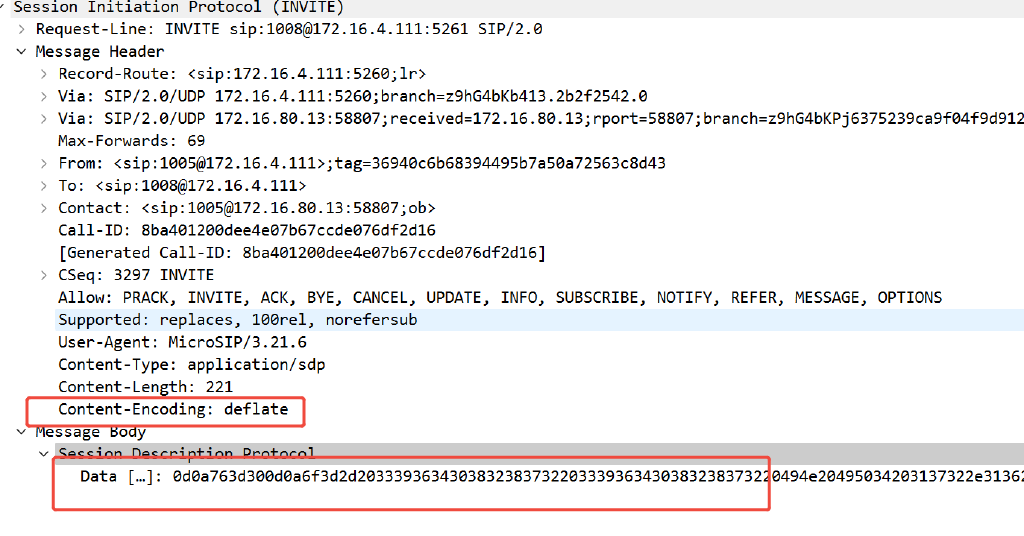 Session Initiation Protocol (INVITE)
Request-Line: INVITE sip:1008@172.16.4.111:5261 SIP/2.0
Message Header
Record-Route: <sip:172.16.4.111:5260;lr>
Via: SIP/2.0/UDP 172.16.4.111:5260;branch=z9hG4bKb413.2b2f2542.0
Via: SIP/2.0/UDP 172.16.80.13:58807;received=172.16.80.13;rport=58807;branch=z9hG4bKPj6375239ca9f04f9d912
Max-Forwards: 69
From: <sip:1005@172.16.4.111>;tag=36940c6b68394495b7a50a72563c8d43
To: <sip:1008@172.16.4.111>
Contact: <sip:1005@172.16.80.13:58807;ob>
Call-ID: 8ba401200dee4e07b67ccde076df2d16
[Generated Call-ID: 8ba401200dee4e07b67ccde076df2d16]
CSeq: 3297 INVITE
Allow: PRACK, INVITE, ACK, BYE, CANCEL, UPDATE, INFO, SUBSCRIBE, NOTIFY, REFER, MESSAGE, OPTIONS
Supported: replaces, 100rel, norefersub
User-Agent: MicroSIP/3.21.6
Content-Type: application/sdp
Content-Length: 221
Content-Encoding: deflate
Message Body
Session Description Protocol
Data […]: 0d0a763d300d0a6f3d2d2033393634303832383732203339363430383238373220494e20495034203137322e31362